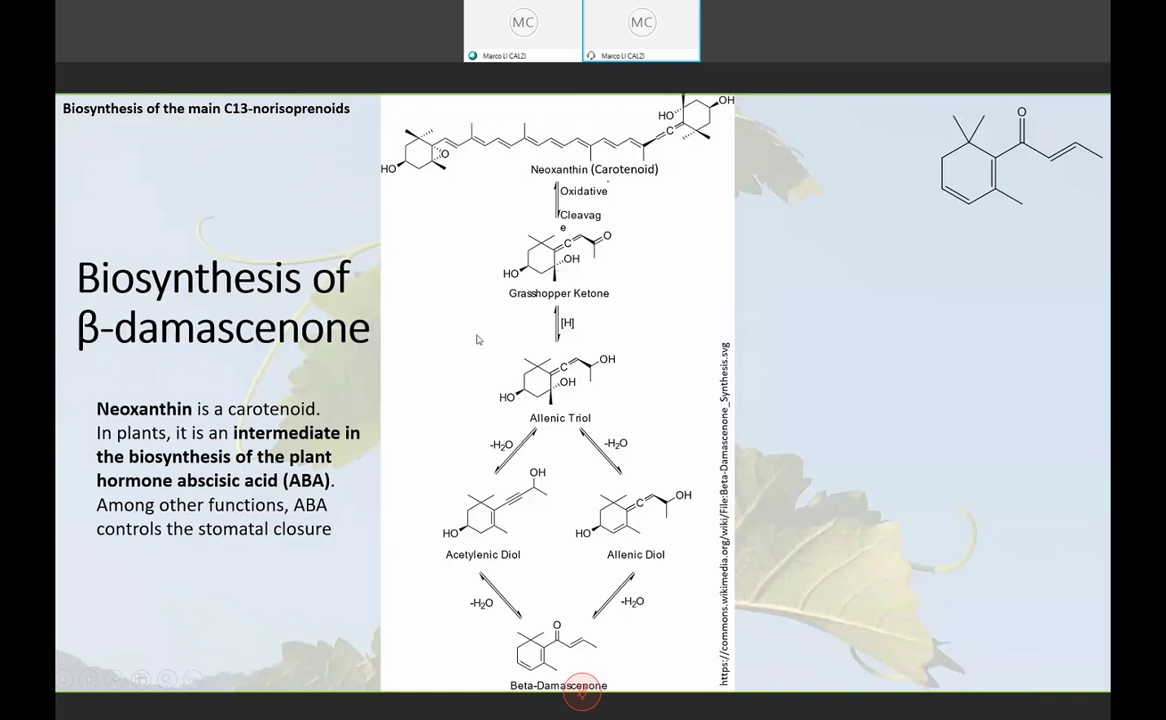 MC
MC
Marco LI CALZI
Marco LI CALZI
Biosynthesis of the main C13-norisoprenoids
Biosynthesis of
β-damascenone
Neoxanthin is a carotenoid.
In plants, it is an intermediate in
the biosynthesis of the plant
hormone abscisic acid (ABA).
Among other functions, ABA
controls the stomatal closure
OH
HO
O
HO
Neoxanthin (Carotenoid)
Oxidative
Cleavag
e
C
C
O
OH
HO
Grasshopper Ketone
[H]
C
OH
OH
HO
Allenic Triol
-H₂O
-H₂O
OH
HO
Acetylenic Diol
C
OH
HO
Allenic Diol
-H₂O
-H₂O
O
Beta-Damascenone
https://commons.wikimedia.org/wiki/File:Beta-Damascenone_Synthesis.svg
O